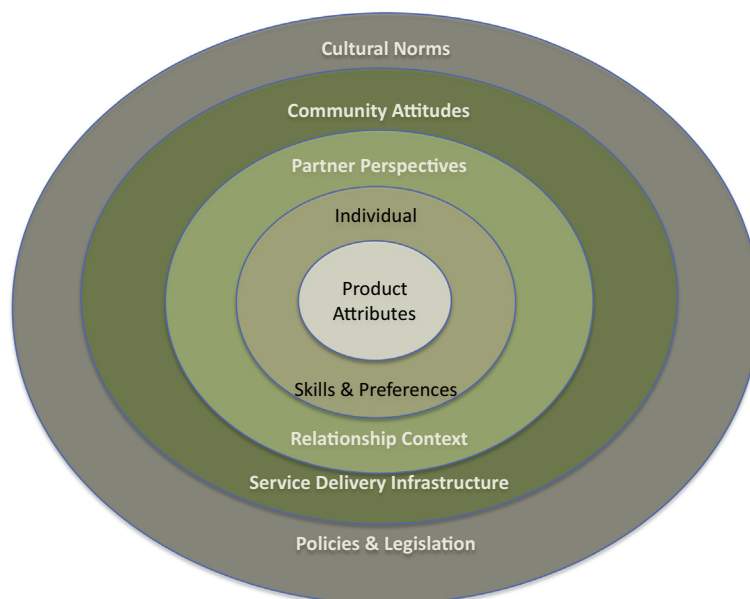 Cultural Norms
Community Attitudes
Partner Perspectives
Individual
Product
Attributes
Skills & Preferences
Relationship Context
Service Delivery Infrastructure
Policies & Legislation